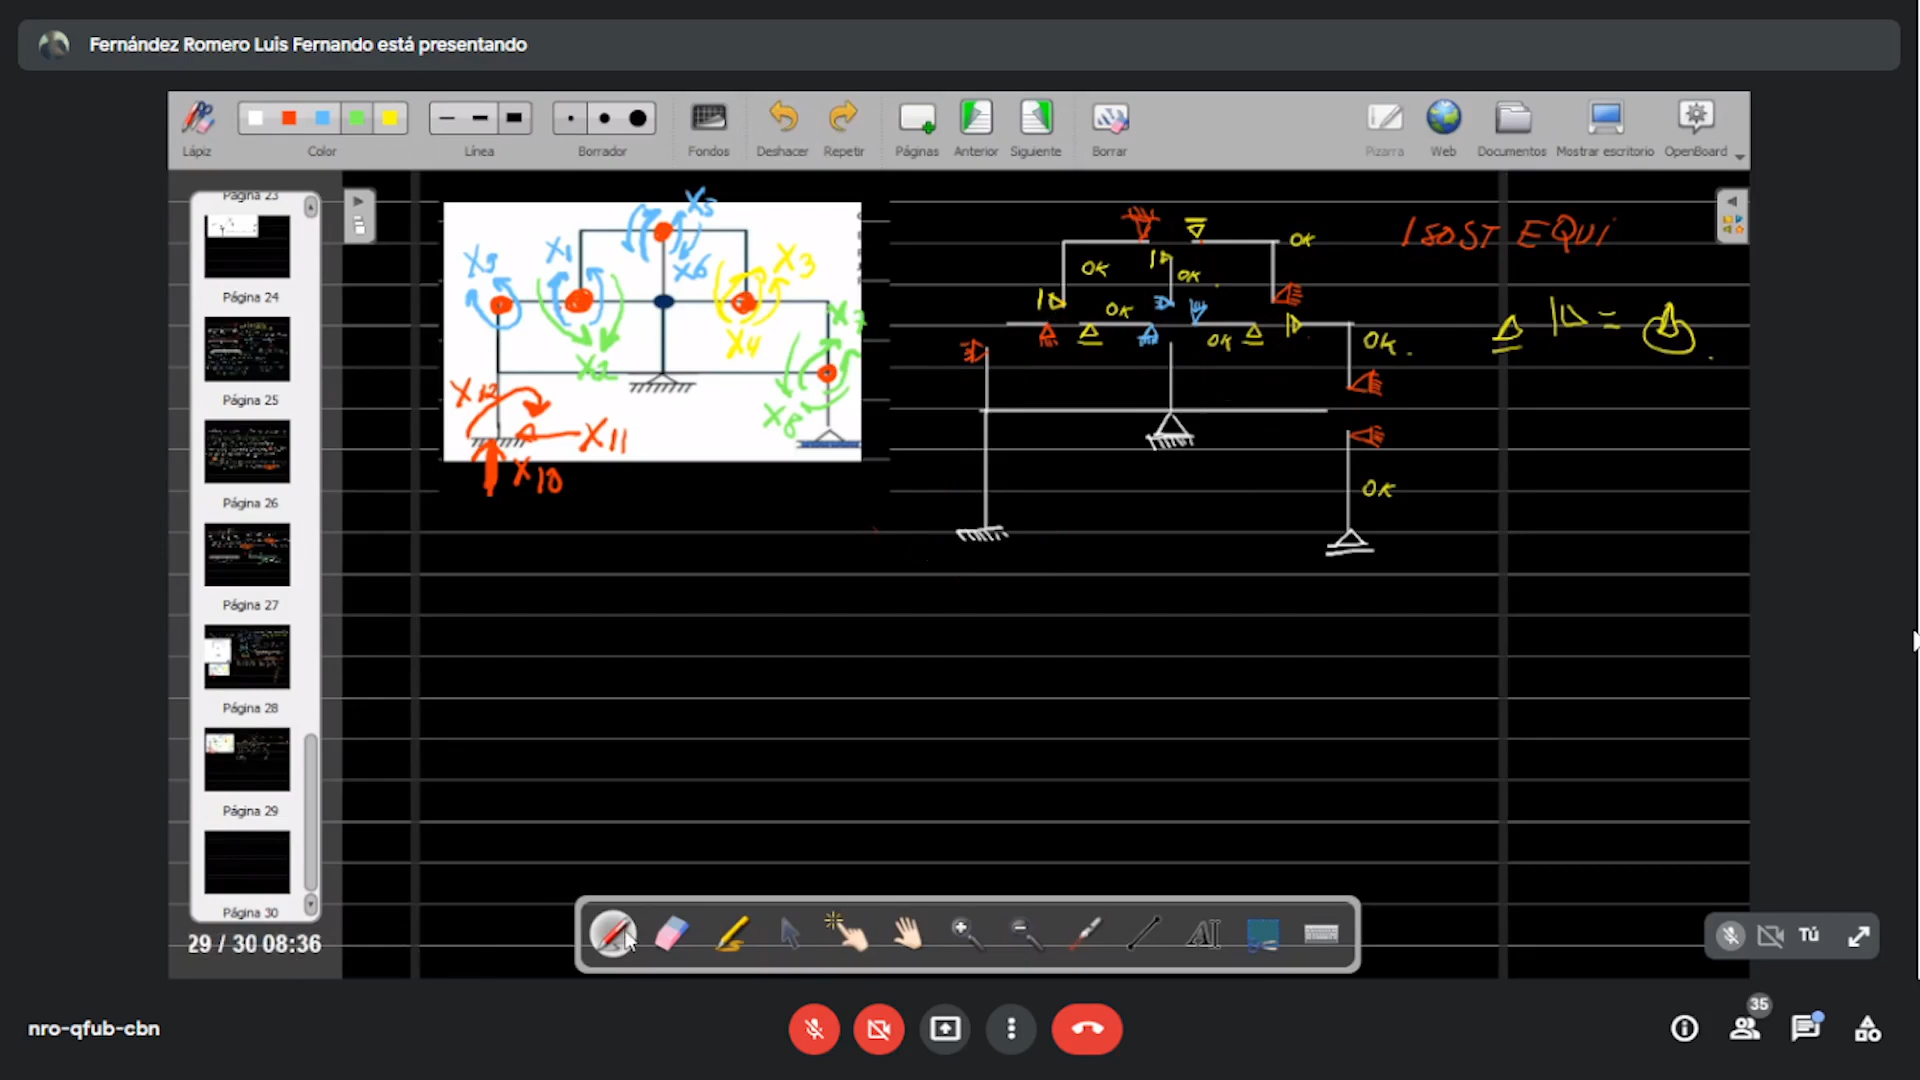 Fernández Romero Luis Fernando está presentando
Lápiz
Color
Línea
Borrador
Fondos
Deshacer
Repetir
Páginas
Anterior
Siguiente
Borrar
Pizarra
Web
Documentos
Mostrar escritorio
OpenBoard
Página 23
Página 24
Página 25
Página 26
Página 27
Página 28
Página 29
Página 30
29 / 30 08:36
X5
X9
X1
X6
X3
X2
X4
X7
X8
X12
X11
X10
OK
OK
OK
OK
OK
OK.
OK
ISOST EQUI
=
Tú
nro-qfub-cbn
35